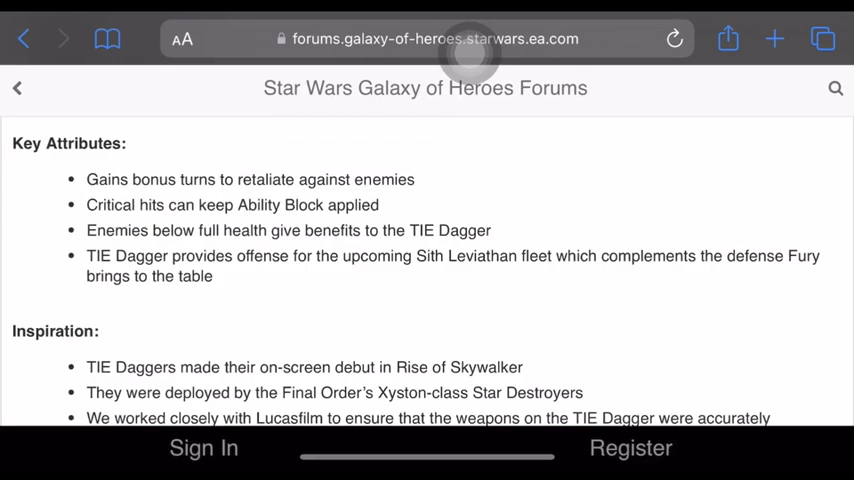 AA
forums.galaxy-of-heroes.starwars.ea.com
Star Wars Galaxy of Heroes Forums
Key Attributes:
• Gains bonus turns to retaliate against enemies
• Critical hits can keep Ability Block applied
• Enemies below full health give benefits to the TIE Dagger
• TIE Dagger provides offense for the upcoming Sith Leviathan fleet which complements the defense Fury
brings to the table
Inspiration:
• TIE Daggers made their on-screen debut in Rise of Skywalker
• They were deployed by the Final Order’s Xyston-class Star Destroyers
• We worked closely with Lucasfilm to ensure that the weapons on the TIE Dagger were accurately
Sign In
Register